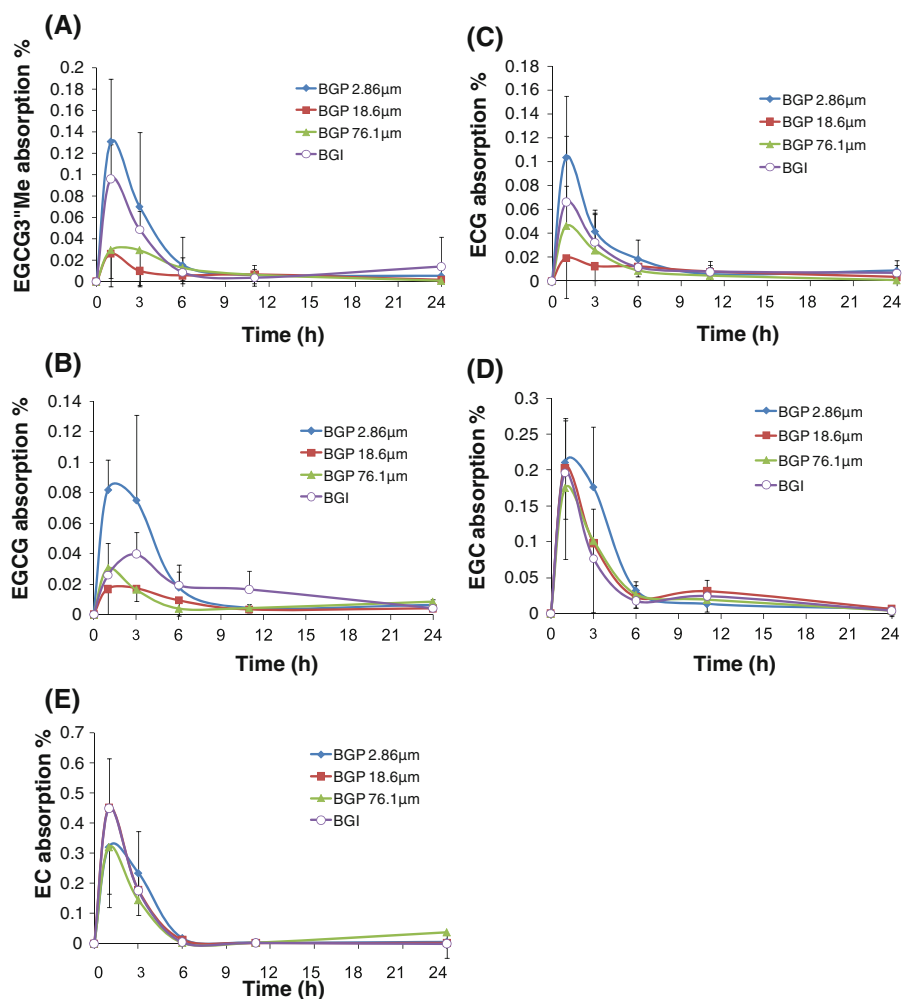 (A)
EGCG3"Me absorption %
0.2
0.18
0.16
0.14
0.12
0.1
0.08
0.06
0.04
0.02
0
0 3 6 9 12 15 18 21 24
Time (h)
BGP 2.86µm
BGP 18.6µm
BGP 76.1µm
BGI
(C)
ECG absorption %
0.18
0.16
0.14
0.12
0.1
0.08
0.06
0.04
0.02
0
0 3 6 9 12 15 18 21 24
Time (h)
BGP 2.86µm
BGP 18.6µm
BGP 76.1µm
BGI
(B)
EGCG absorption %
0.14
0.12
0.1
0.08
0.06
0.04
0.02
0
0 3 6 9 12 15 18 21 24
Time (h)
BGP 2.86µm
BGP 18.6µm
BGP 76.1µm
BGI
(D)
EGC absorption %
0.3
0.25
0.2
0.15
0.1
0.05
0
0 3 6 9 12 15 18 21 24
Time (h)
BGP 2.86µm
BGP 18.6µm
BGP 76.1µm
BGI
(E)
EC absorption %
0.7
0.6
0.5
0.4
0.3
0.2
0.1
0
0 3 6 9 12 15 18 21 24
Time (h)
BGP 2.86µm
BGP 18.6µm
BGP 76.1µm
BGI